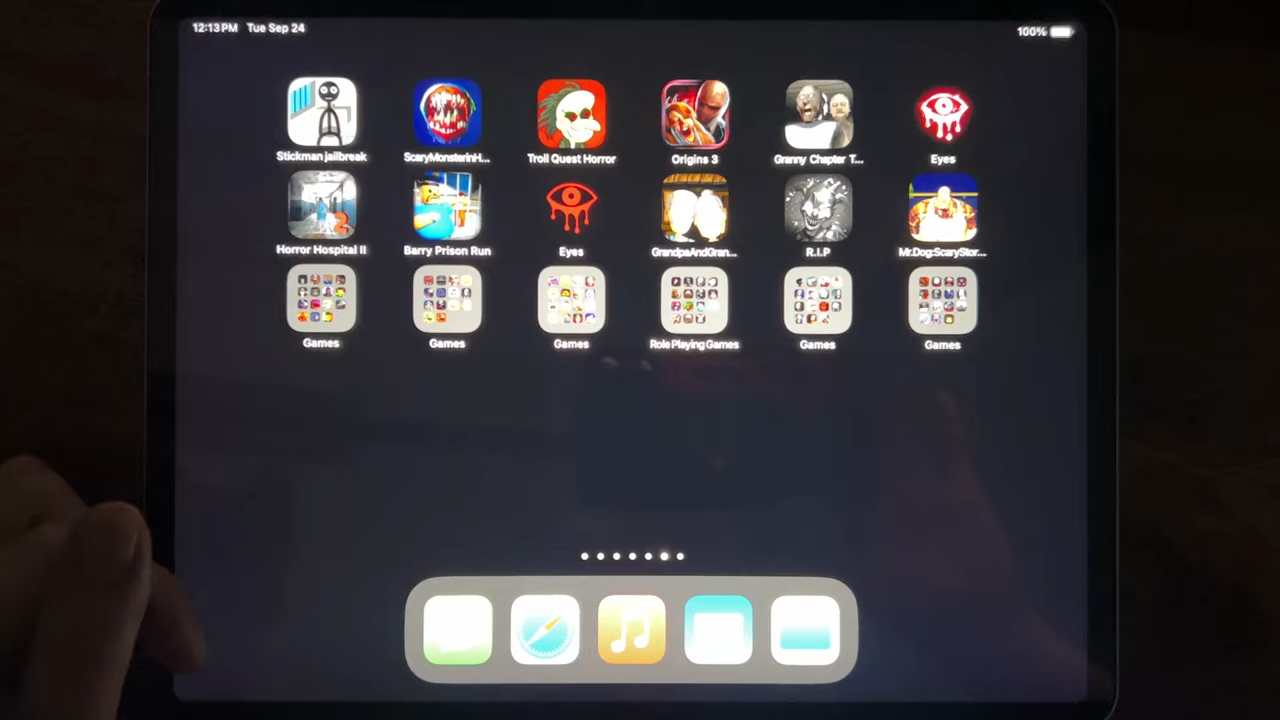 12:13 PM Tue Sep 24
100%
Stickman jailbreak
ScaryMonsterInH...
Troll Quest Horror
Origins 3
Granny Chapter T...
Eyes
Horror Hospital II
Barry Prison Run
Eyes
GrandpaAndGran...
R.I.P
Mr.Dog:ScaryStor...
Games
Games
Games
Role Playing Games
Games
Games